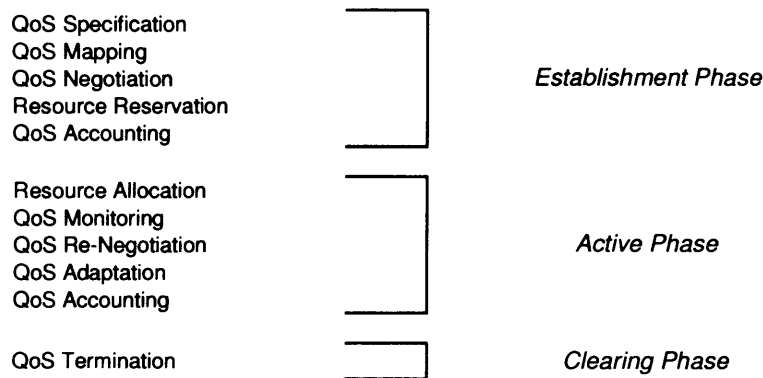 QoS Specification
QoS Mapping
QoS Negotiation
Resource Reservation
QoS Accounting
Establishment Phase
Resource Allocation
QoS Monitoring
QoS Re-Negotiation
QoS Adaptation
QoS Accounting
Active Phase
QoS Termination
Clearing Phase